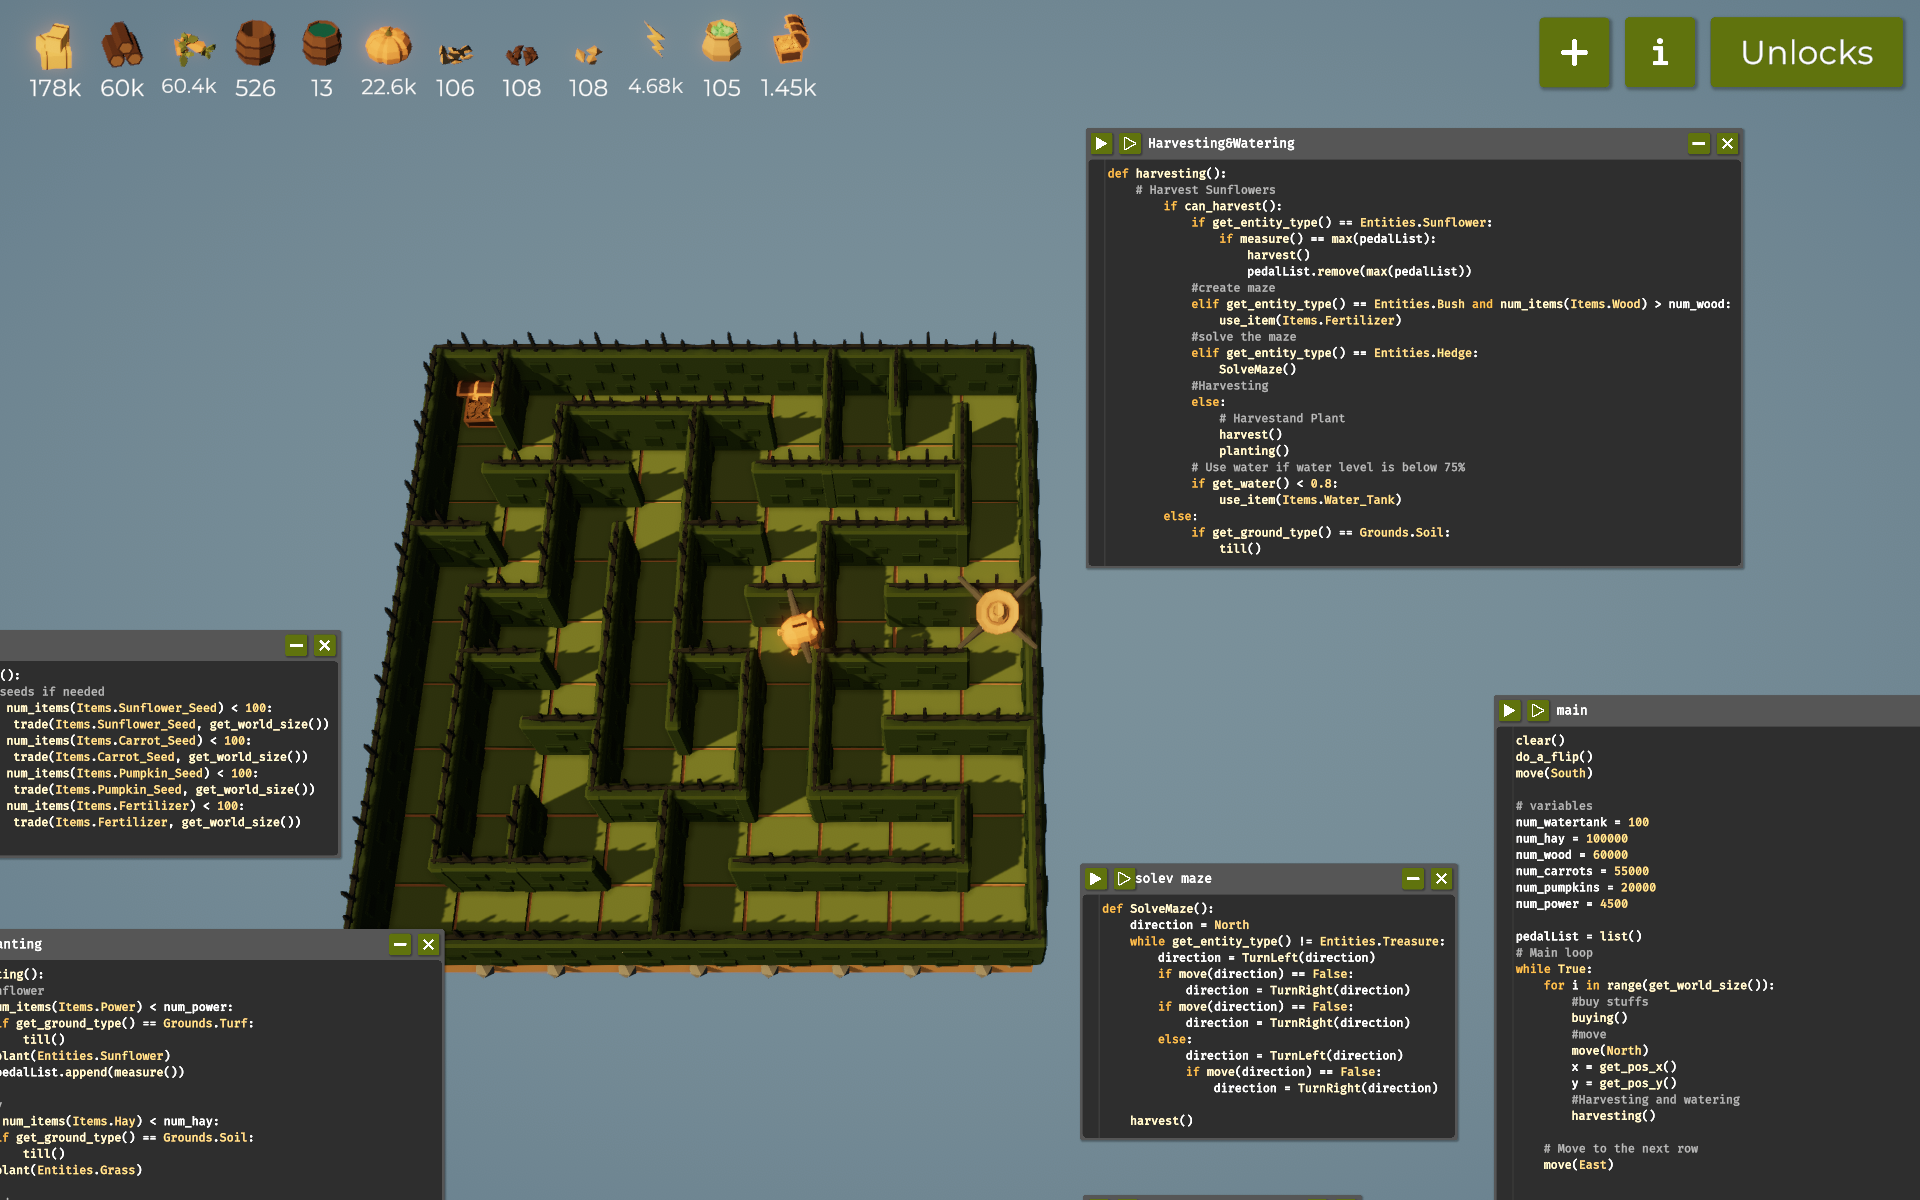 178k 60k 60.4k 526 13 22.6k 106 108 108 4.68k 105 1.45k
+ i Unlocks
Harvesting&Watering
def harvesting():
# Harvest Sunflowers
if can_harvest():
if get_entity_type() == Entities.Sunflower:
if measure() == max(pedalList):
harvest()
pedalList.remove(max(pedalList))
#create maze
elif get_entity_type() == Entities.Bush and num_items(Items.Wood) > num_wood:
use_item(Items.Fertilizer)
#solve the maze
elif get_entity_type() == Entities.Hedge:
SolveMaze()
#Harvesting
else:
# Harvestand Plant
harvest()
planting()
# Use water if water level is below 75%
if get_water() < 0.8:
use_item(Items.Water_Tank)
else:
if get_ground_type() == Grounds.Soil:
till()
():
seeds if needed
num_items(Items.Sunflower_Seed) < 100:
trade(Items.Sunflower_Seed, get_world_size())
num_items(Items.Carrot_Seed) < 100:
trade(Items.Carrot_Seed, get_world_size())
num_items(Items.Pumpkin_Seed) < 100:
trade(Items.Pumpkin_Seed, get_world_size())
num_items(Items.Fertilizer) < 100:
trade(Items.Fertilizer, get_world_size())
anting
ting():
nflower
um_items(Items.Power) < num_power:
if get_ground_type() == Grounds.Turf:
till()
plant(Entities.Sunflower)
pedalList.append(measure())
num_items(Items.Hay) < num_hay:
if get_ground_type() == Grounds.Soil:
till()
plant(Entities.Grass)
solev maze
def SolveMaze():
direction = North
while get_entity_type() != Entities.Treasure:
direction = TurnLeft(direction)
if move(direction) == False:
direction = TurnRight(direction)
if move(direction) == False:
direction = TurnRight(direction)
else:
direction = TurnLeft(direction)
if move(direction) == False:
direction = TurnRight(direction)
harvest()
main
clear()
do_a_flip()
move(South)
# variables
num_watertank = 100
num_hay = 100000
num_wood = 60000
num_carrots = 55000
num_pumpkins = 20000
num_power = 4500
pedalList = list()
# Main loop
while True:
for i in range(get_world_size()):
#buy stuffs
buying()
#move
move(North)
x = get_pos_x()
y = get_pos_y()
#Harvesting and watering
harvesting()
# Move to the next row
move(East)